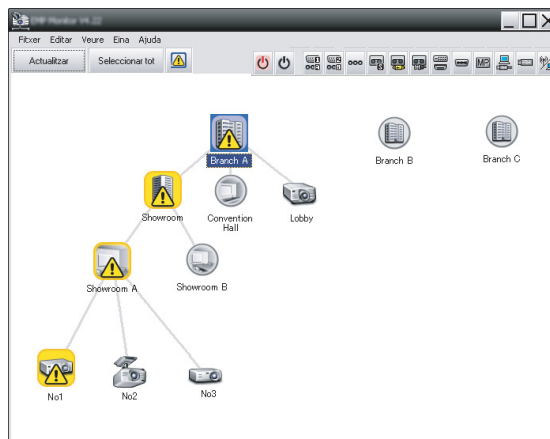 EMP Monitor V4.22
Fitxer Editar Veure Eina Ajuda
Actualitzar Seleccionar tot
MP
Branch A
Branch B
Branch C
Showroom
Convention
Hall
Lobby
Showroom A
Showroom B
No1
No2
No3